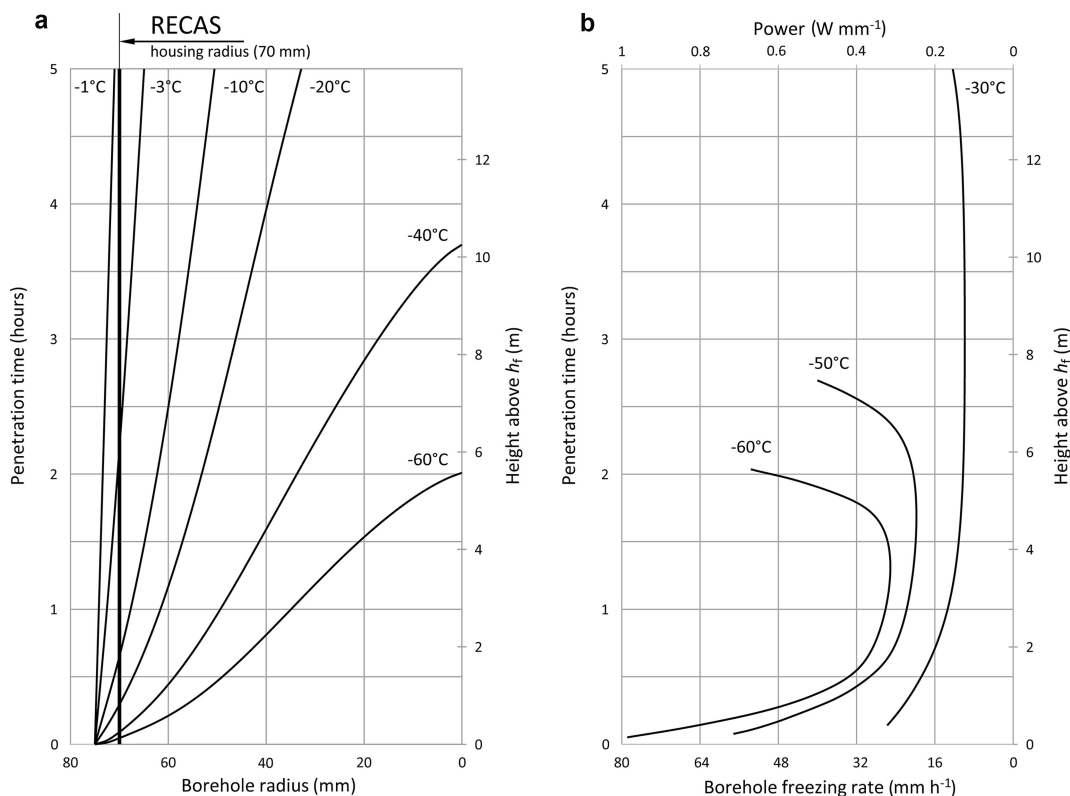 a
RECAS
housing radius (70 mm)
-1°C
-3°C
-10°C
-20°C
-40°C
-60°C
5
4
3
2
1
0
Penetration time (hours)
12
10
8
6
4
2
0
Height above hf (m)
80
60
40
20
0
Borehole radius (mm)
b
Power (W mm-1)
1
0.8
0.6
0.4
0.2
0
-30°C
-50°C
-60°C
5
4
3
2
1
0
Penetration time (hours)
12
10
8
6
4
2
0
Height above hf (m)
80
64
48
32
16
0
Borehole freezing rate (mm h-1)